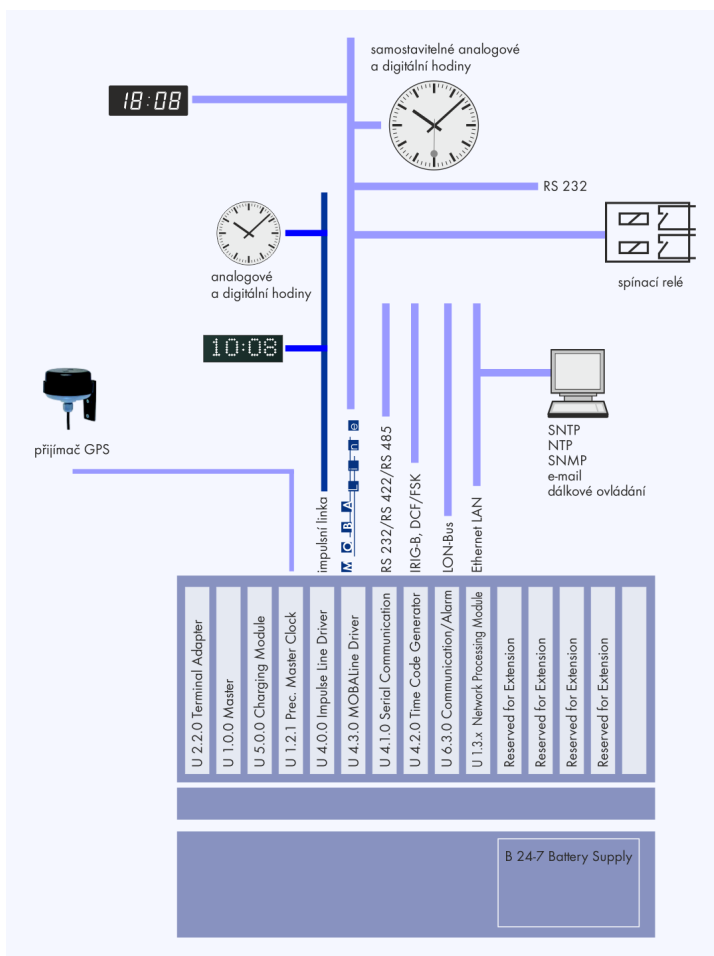 samostavitelné analogové
a digitální hodiny
18:08
RS 232
analogové
a digitální hodiny
spínací relé
10:08
přijímač GPS
SNTP
NTP
SNMP
e-mail
dálkové ovládání
impulsní linka
MOBALine
RS 232/RS 422/RS 485
IRIG-B, DCF/FSK
LON-Bus
Ethernet LAN
U 2.2.0 Terminal Adapter
U 1.0.0 Master
U 5.0.0 Charging Module
U 1.2.1 Prec. Master Clock
U 4.0.0 Impulse Line Driver
U 4.3.0 MOBALine Driver
U 4.1.0 Serial Communication
U 4.2.0 Time Code Generator
U 6.3.0 Communication/Alarm
U 1.3.x Network Processing Module
Reserved for Extension
Reserved for Extension
Reserved for Extension
Reserved for Extension
B 24-7 Battery Supply